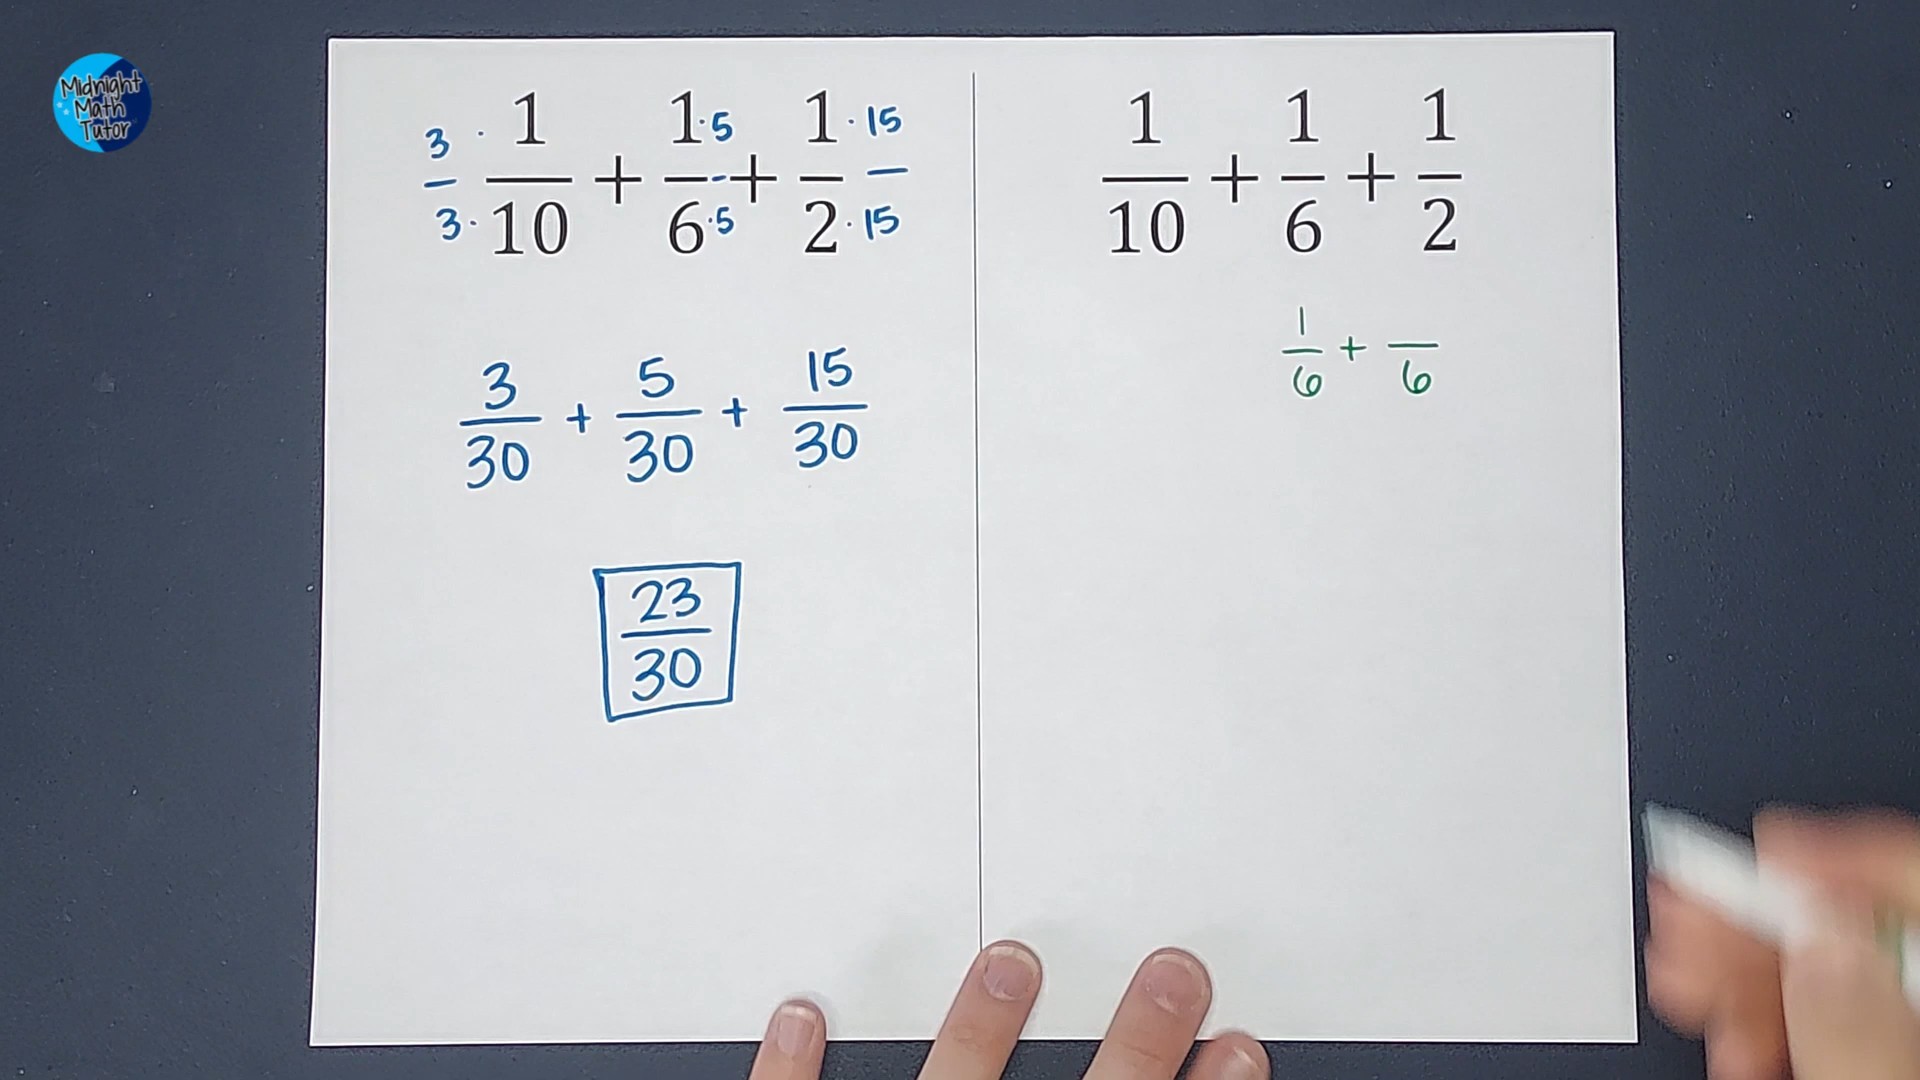 Midnight
Math
Tutor
3/3 · 1/10 + 1·5/6·5 + 1·15/2·15
3/30 + 5/30 + 15/30
23/30
1/10 + 1/6 + 1/2
1/6 + /6